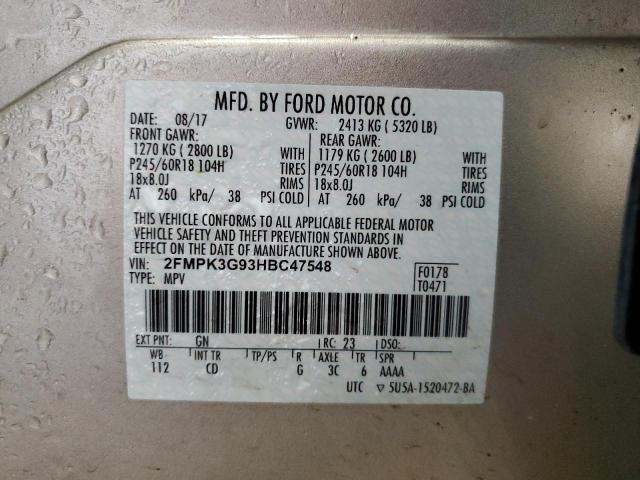 MFD. BY FORD MOTOR CO.
DATE: 08/17 GVWR: 2413 KG ( 5320 LB)
FRONT GAWR: REAR GAWR:
1270 KG ( 2800 LB) WITH 1179 KG ( 2600 LB) WITH
P245/60R18 104H TIRES P245/60R18 104H TIRES
18x8.0J RIMS 18x8.0J RIMS
AT 260 kPa/ 38 PSI COLD AT 260 kPa/ 38 PSI COLD
THIS VEHICLE CONFORMS TO ALL APPLICABLE FEDERAL MOTOR
VEHICLE SAFETY AND THEFT PREVENTION STANDARDS IN
EFFECT ON THE DATE OF MANUFACTURE SHOWN ABOVE.
VIN: 2FMPK3G93HBC47548 F0178
TYPE: MPV T0471
EXT PNT: GN RC: 23 DSO:
WB INT TR TP/PS R AXLE TR SPR
112 CD G 3C 6 AAAA
UTC ▽ 5U5A-1520472-BA